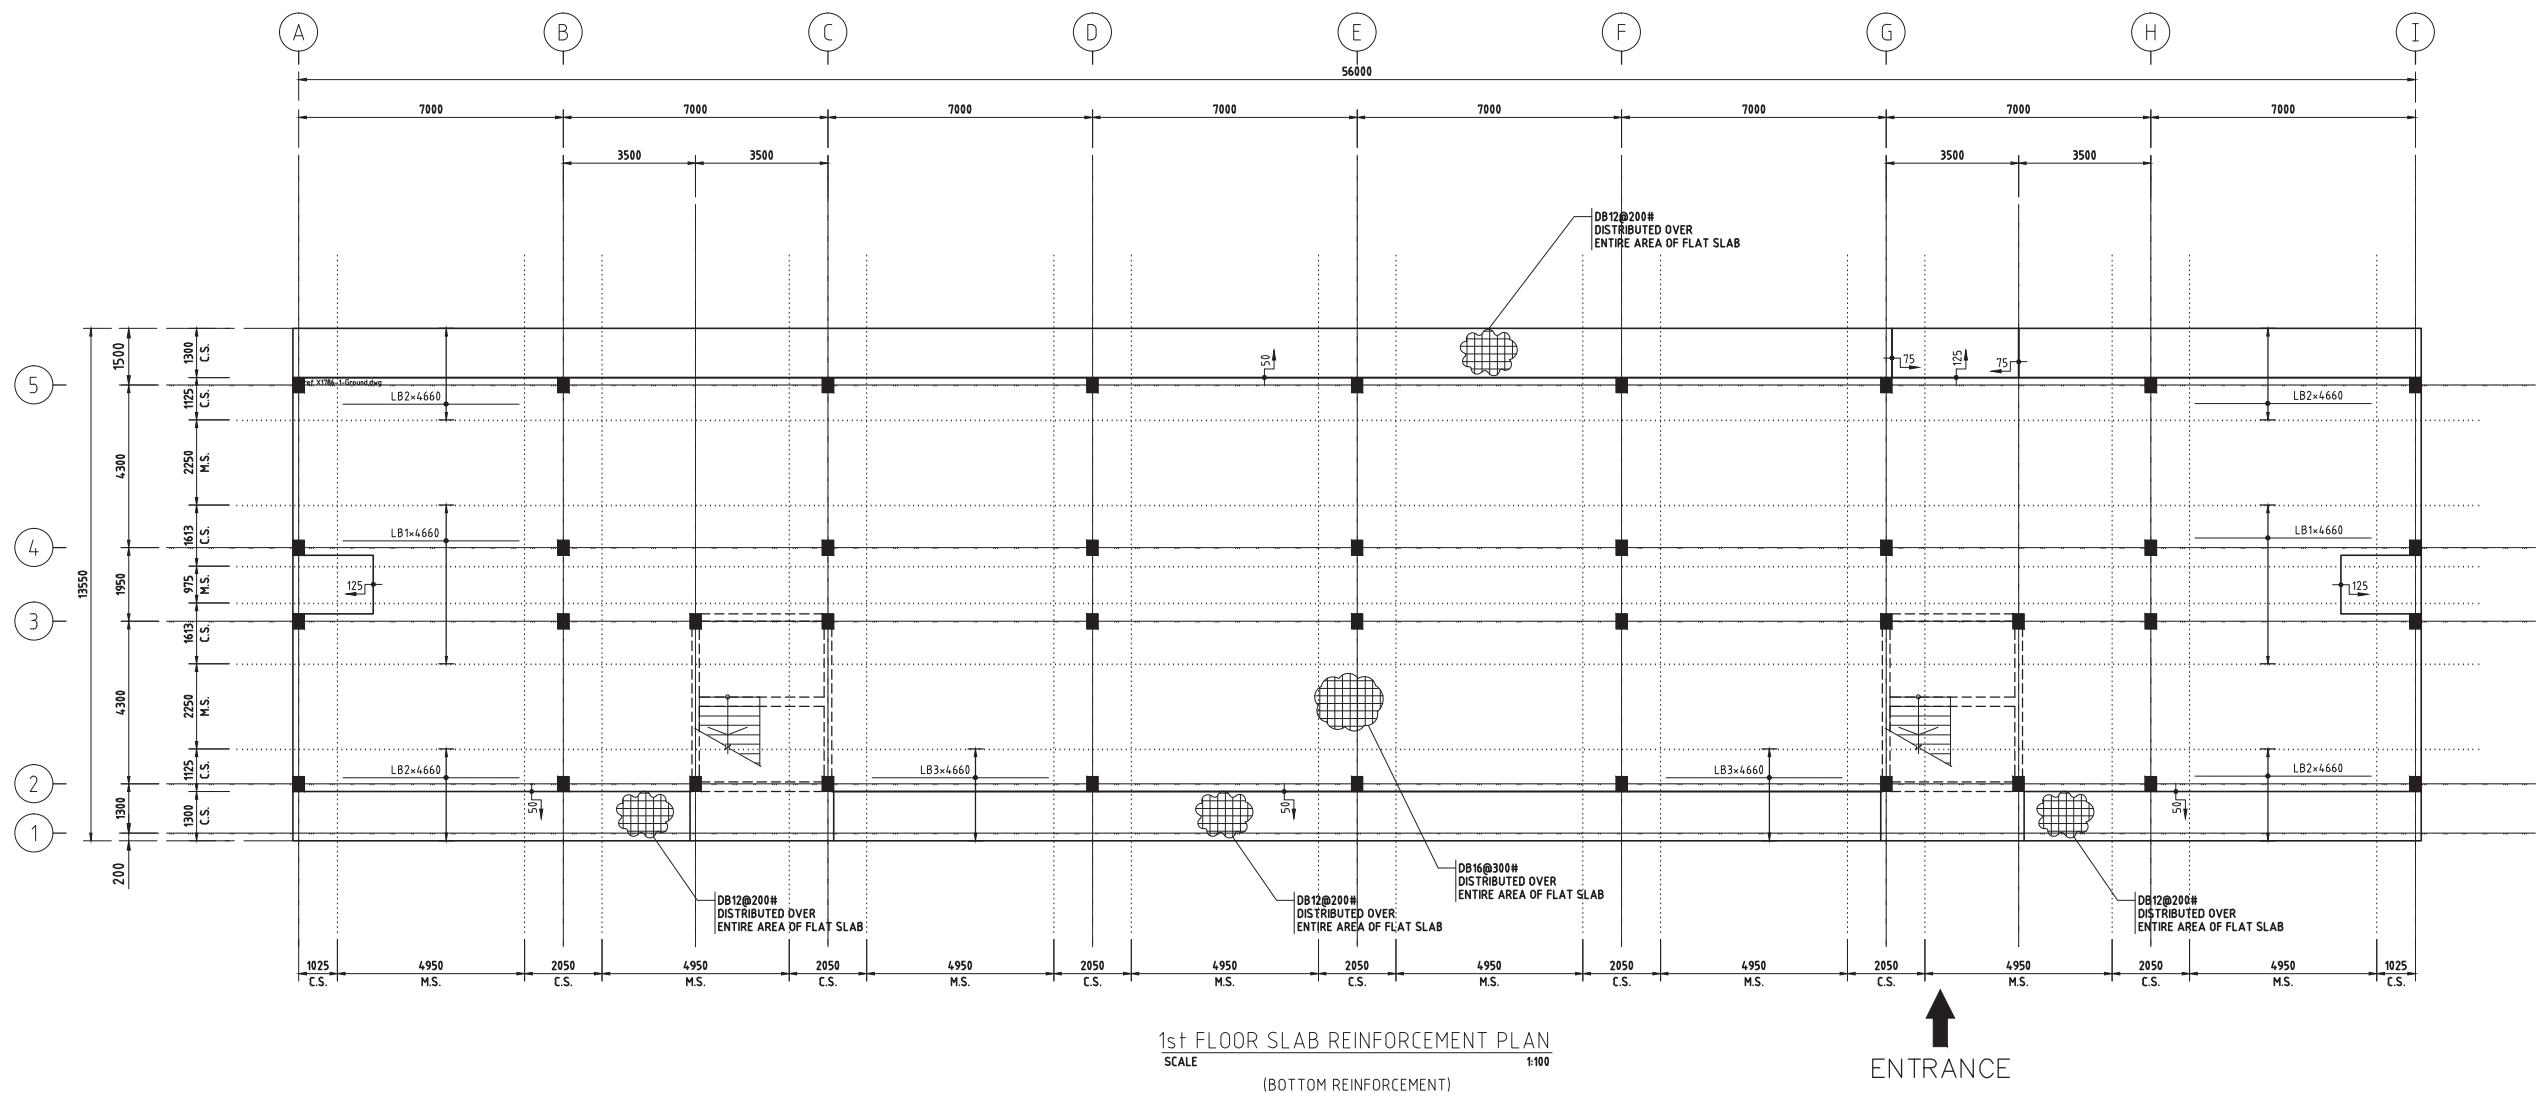 A B C D E F G H I
56000
7000 7000 7000 7000 7000 7000 7000 7000
3500 3500 3500 3500
DB12@200#
DISTRIBUTED OVER
ENTIRE AREA OF FLAT SLAB
1500
1300
C.S.
50
75
125
75
5
ref X1786-1-Ground.dwg
1125
C.S.
LB2×4660
LB2×4660
4300
2250
M.S.
1613
C.S.
LB1×4660
LB1×4660
4
13550
1950
975
M.S.
125
125
3
1613
C.S.
4300
2250
M.S.
1125
C.S.
LB2×4660
LB3×4660
LB3×4660
LB2×4660
2
1300
1300
C.S.
50
50
50
1
200
DB16@300#
DISTRIBUTED OVER
ENTIRE AREA OF FLAT SLAB
DB12@200#
DISTRIBUTED OVER
ENTIRE AREA OF FLAT SLAB
DB12@200#
DISTRIBUTED OVER
ENTIRE AREA OF FLAT SLAB
DB12@200#
DISTRIBUTED OVER
ENTIRE AREA OF FLAT SLAB
1025 4950 2050 4950 2050 4950 2050 4950 2050 4950 2050 4950 2050 4950 2050 4950 1025
C.S. M.S. C.S. M.S. C.S. M.S. C.S. M.S. C.S. M.S. C.S. M.S. C.S. M.S. C.S. M.S. C.S.
1st FLOOR SLAB REINFORCEMENT PLAN
SCALE 1:100
(BOTTOM REINFORCEMENT)
ENTRANCE